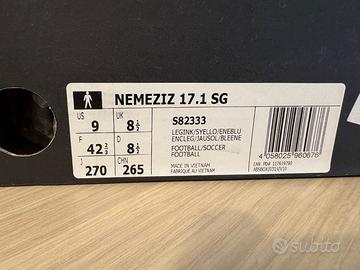 NEMEZIZ 17.1 SG
US UK
9 8½
F D
42⅔ 8½
J CHN
270 265
S82333
LEGINK/SYELLO/ENEBLU
ENCLEG/JAUSOL/BLEENE
FOOTBALL/SOCCER
FOOTBALL
MADE IN VIETNAM
FABRIQUE AU VIETNAM
4 058025 960676
subito